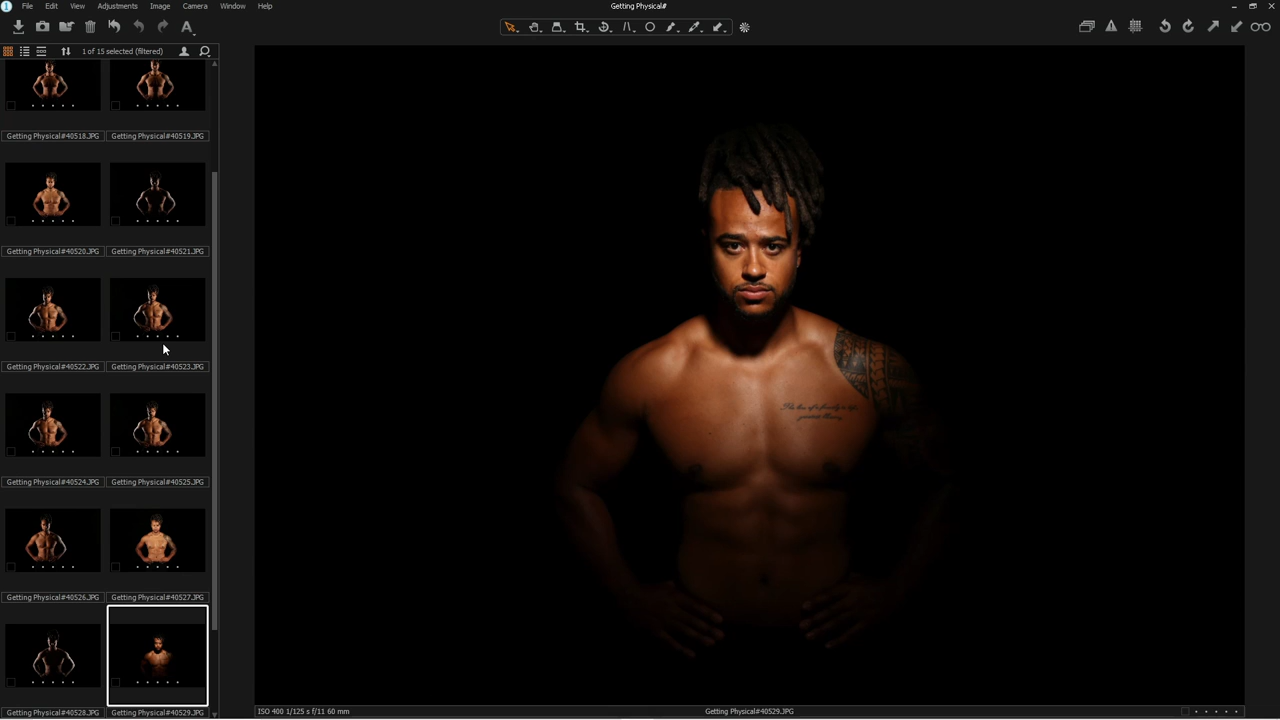 File Edit View Adjustments Image Camera Window Help
Getting Physical#
1 of 15 selected (filtered)
Getting Physical#40518.JPG Getting Physical#40519.JPG
Getting Physical#40520.JPG Getting Physical#40521.JPG
Getting Physical#40522.JPG Getting Physical#40523.JPG
Getting Physical#40524.JPG Getting Physical#40525.JPG
Getting Physical#40526.JPG Getting Physical#40527.JPG
Getting Physical#40528.JPG Getting Physical#40529.JPG
ISO 400 1/125 s f/11 60 mm
Getting Physical#40529.JPG